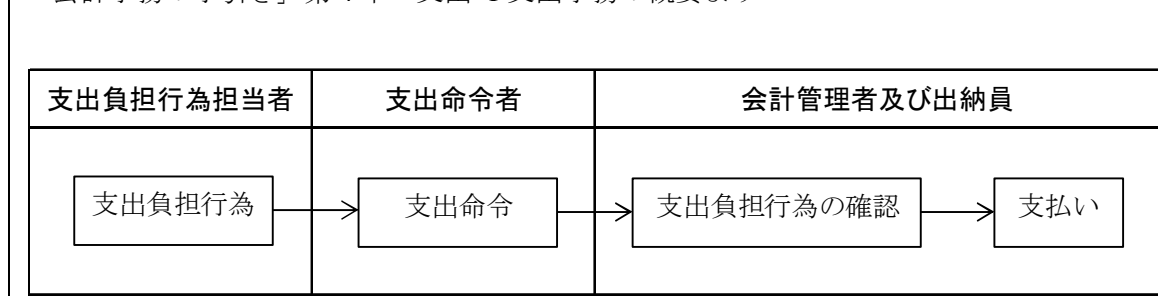 支出負担行為担当者 支出命令者 会計管理者及び出納員
支出負担行為 支出命令 支出負担行為の確認 支払い